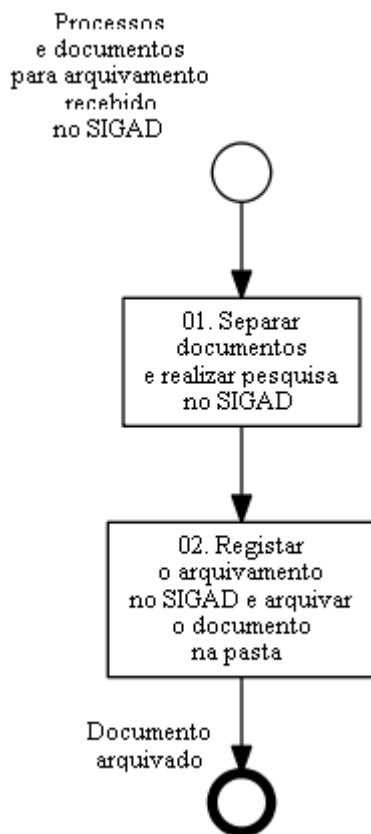 Processos
e documentos
para arquivamento
recebido
no SIGAD
01. Separar
documentos
e realizar pesquisa
no SIGAD
02. Registar
o arquivamento
no SIGAD e arquivar
o documento
na pasta
Documento
arquivado